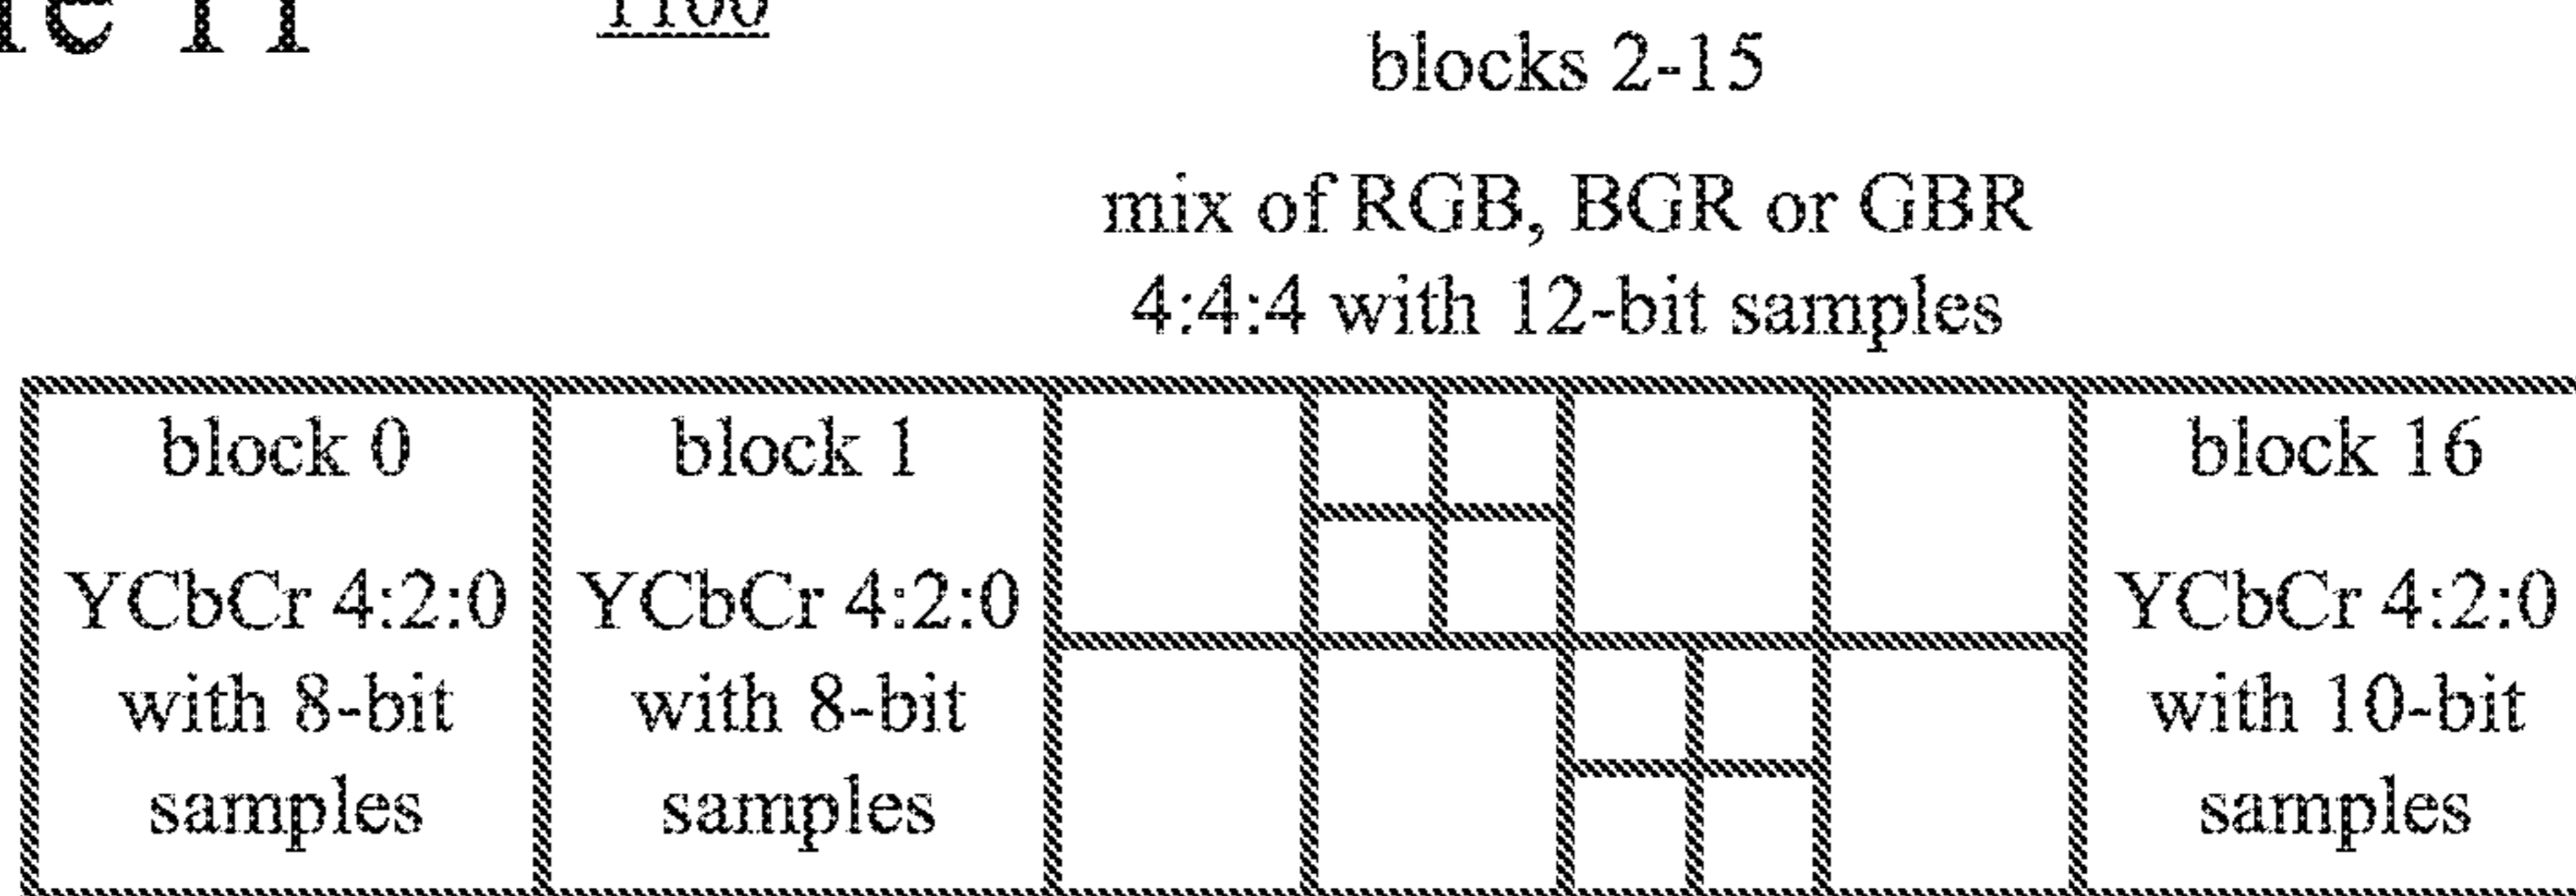 1100
blocks 2-15
mix of RGB, BGR or GBR
4:4:4 with 12-bit samples
block 0
YCbCr 4:2:0
with 8-bit
samples
block 1
YCbCr 4:2:0
with 8-bit
samples
block 16
YCbCr 4:2:0
with 10-bit
samples